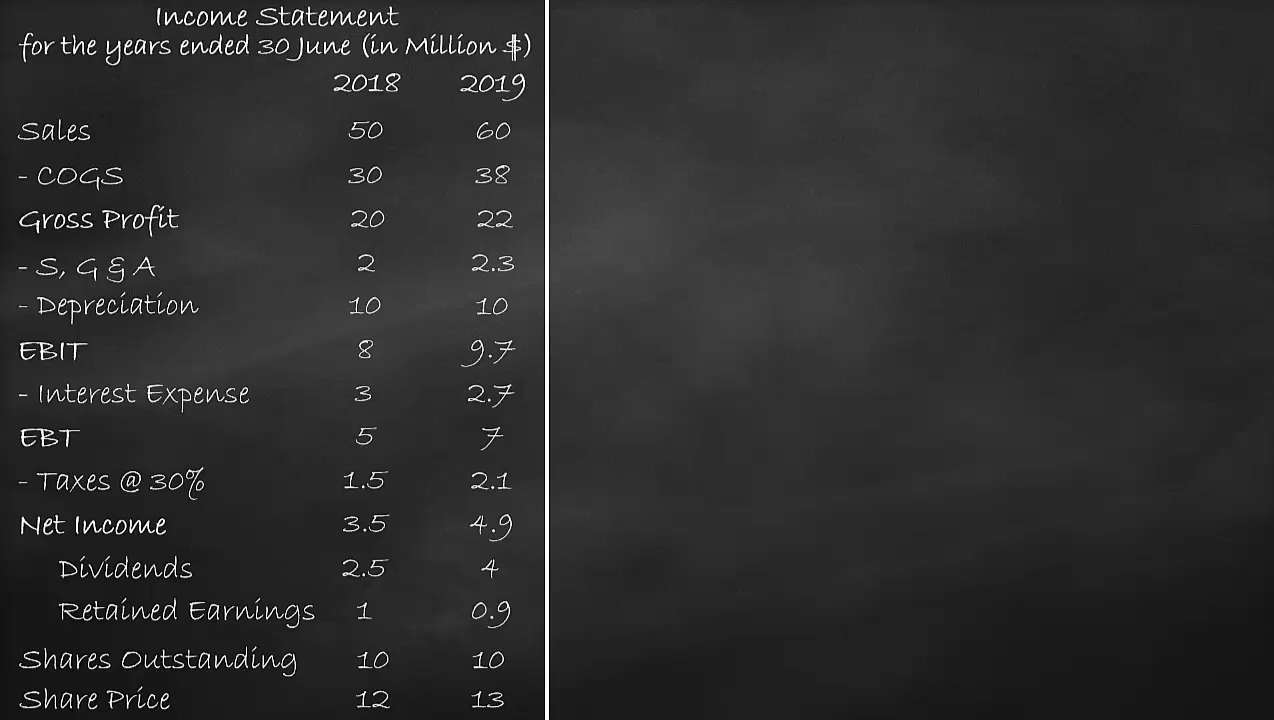 Income Statement
for the years ended 30 June (in Million $)
2018 2019
Sales 50 60
- COGS 30 38
Gross Profit 20 22
- S, G & A 2 2.3
- Depreciation 10 10
EBIT 8 9.7
- Interest Expense 3 2.7
EBT 5 7
- Taxes @ 30% 1.5 2.1
Net Income 3.5 4.9
Dividends 2.5 4
Retained Earnings 1 0.9
Shares Outstanding 10 10
Share Price 12 13